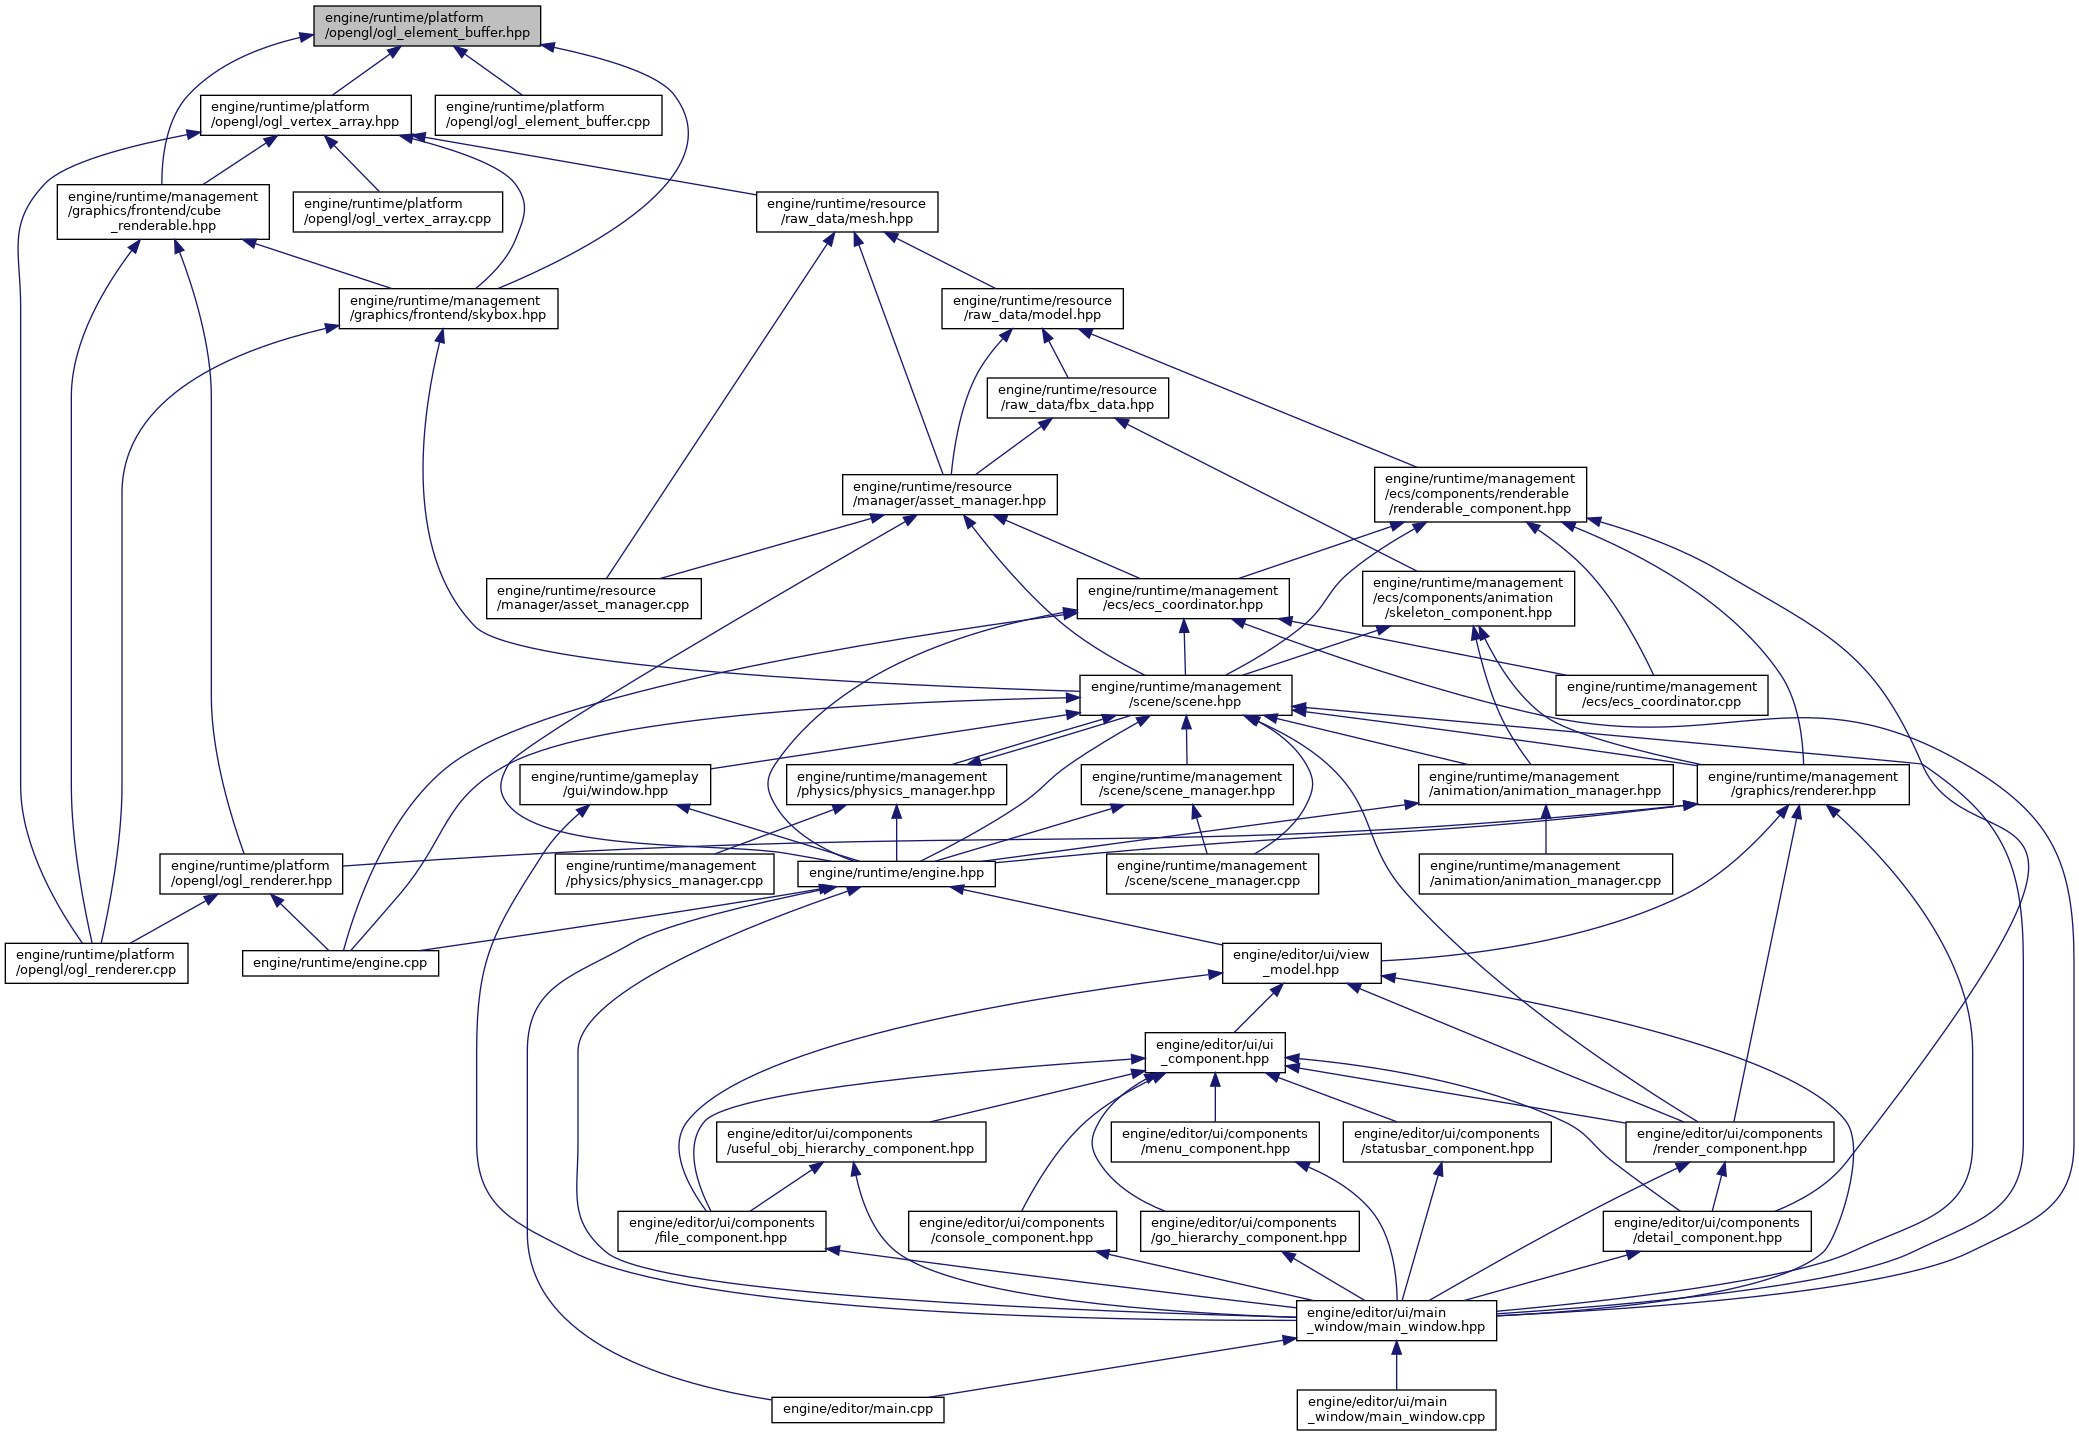 engine/runtime/platform
/opengl/ogl_element_buffer.hpp
engine/runtime/platform
/opengl/ogl_vertex_array.hpp
engine/runtime/platform
/opengl/ogl_element_buffer.cpp
engine/runtime/management
/graphics/frontend/cube
_renderable.hpp
engine/runtime/platform
/opengl/ogl_vertex_array.cpp
engine/runtime/resource
/raw_data/mesh.hpp
engine/runtime/management
/graphics/frontend/skybox.hpp
engine/runtime/resource
/raw_data/model.hpp
engine/runtime/resource
/raw_data/fbx_data.hpp
engine/runtime/resource
/manager/asset_manager.hpp
engine/runtime/management
/ecs/components/renderable
/renderable_component.hpp
engine/runtime/resource
/manager/asset_manager.cpp
engine/runtime/management
/ecs/ecs_coordinator.hpp
engine/runtime/management
/ecs/components/animation
/skeleton_component.hpp
engine/runtime/management
/scene/scene.hpp
engine/runtime/management
/ecs/ecs_coordinator.cpp
engine/runtime/gameplay
/gui/window.hpp
engine/runtime/management
/physics/physics_manager.hpp
engine/runtime/management
/scene/scene_manager.hpp
engine/runtime/management
/animation/animation_manager.hpp
engine/runtime/management
/graphics/renderer.hpp
engine/runtime/platform
/opengl/ogl_renderer.hpp
engine/runtime/management
/physics/physics_manager.cpp
engine/runtime/engine.hpp
engine/runtime/management
/scene/scene_manager.cpp
engine/runtime/management
/animation/animation_manager.cpp
engine/runtime/platform
/opengl/ogl_renderer.cpp
engine/runtime/engine.cpp
engine/editor/ui/view
_model.hpp
engine/editor/ui/ui
_component.hpp
engine/editor/ui/components
/useful_obj_hierarchy_component.hpp
engine/editor/ui/components
/menu_component.hpp
engine/editor/ui/components
/statusbar_component.hpp
engine/editor/ui/components
/render_component.hpp
engine/editor/ui/components
/file_component.hpp
engine/editor/ui/components
/console_component.hpp
engine/editor/ui/components
/go_hierarchy_component.hpp
engine/editor/ui/components
/detail_component.hpp
engine/editor/ui/main
_window/main_window.hpp
engine/editor/main.cpp
engine/editor/ui/main
_window/main_window.cpp